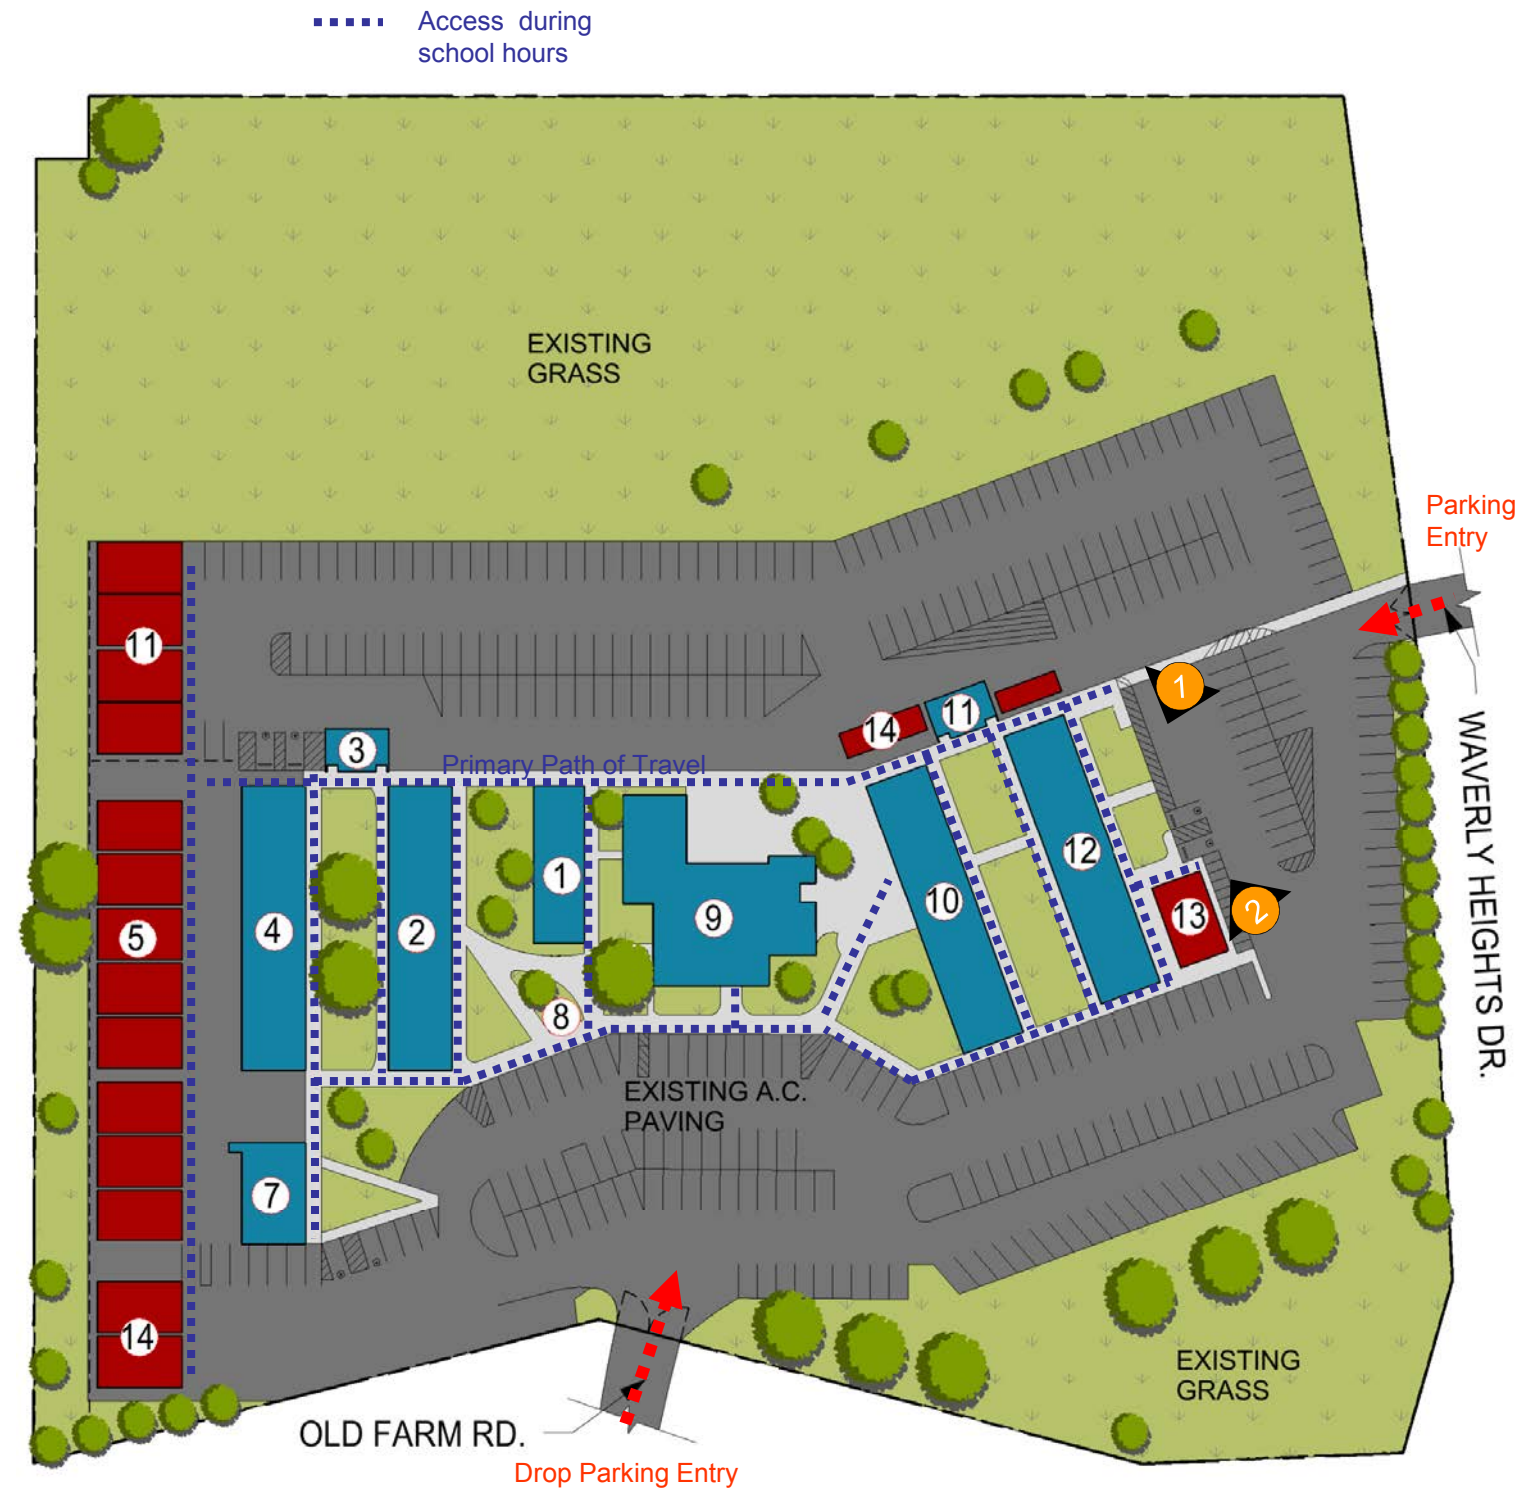 Access during
school hours
EXISTING
GRASS
Parking
Entry
11
1
3
14
11
Primary Path of Travel
WAVERLY HEIGHTS DR.
5
4
2
1
9
10
12
13
2
8
EXISTING A.C.
PAVING
7
14
EXISTING
GRASS
OLD FARM RD.
Drop Parking Entry